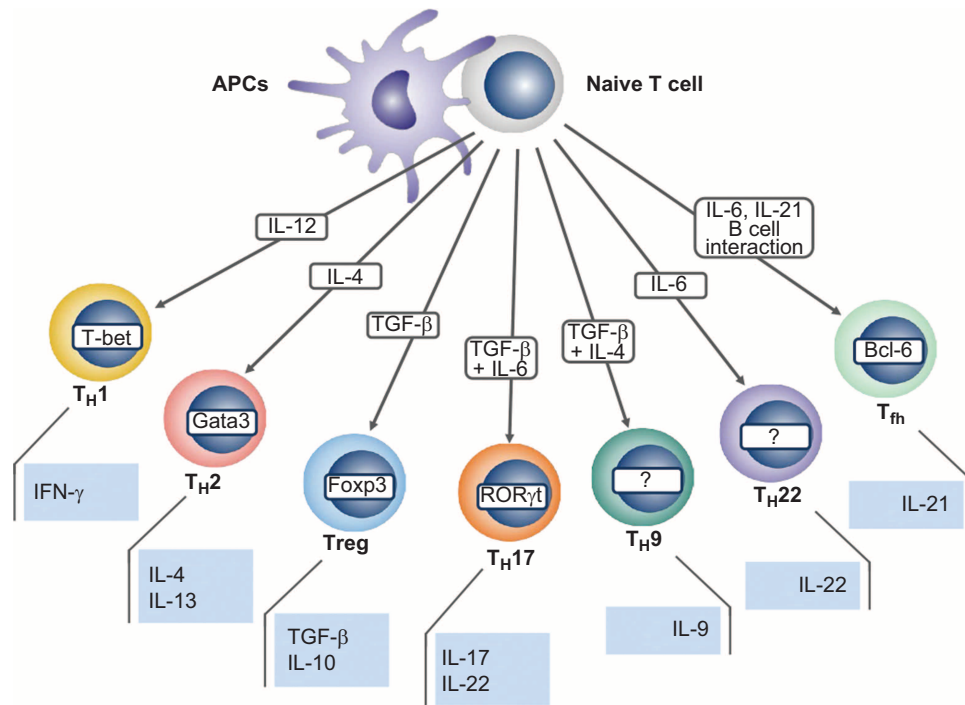 APCs
Naive T cell
IL-12
IL-4
TGF-β
TGF-β
+ IL-6
TGF-β
+ IL-4
IL-6
IL-6, IL-21
B cell
interaction
T-bet
TH1
IFN-γ
Gata3
TH2
IL-4
IL-13
Foxp3
Treg
TGF-β
IL-10
RORγt
TH17
IL-17
IL-22
?
TH9
IL-9
?
TH22
IL-22
Bcl-6
Tfh
IL-21